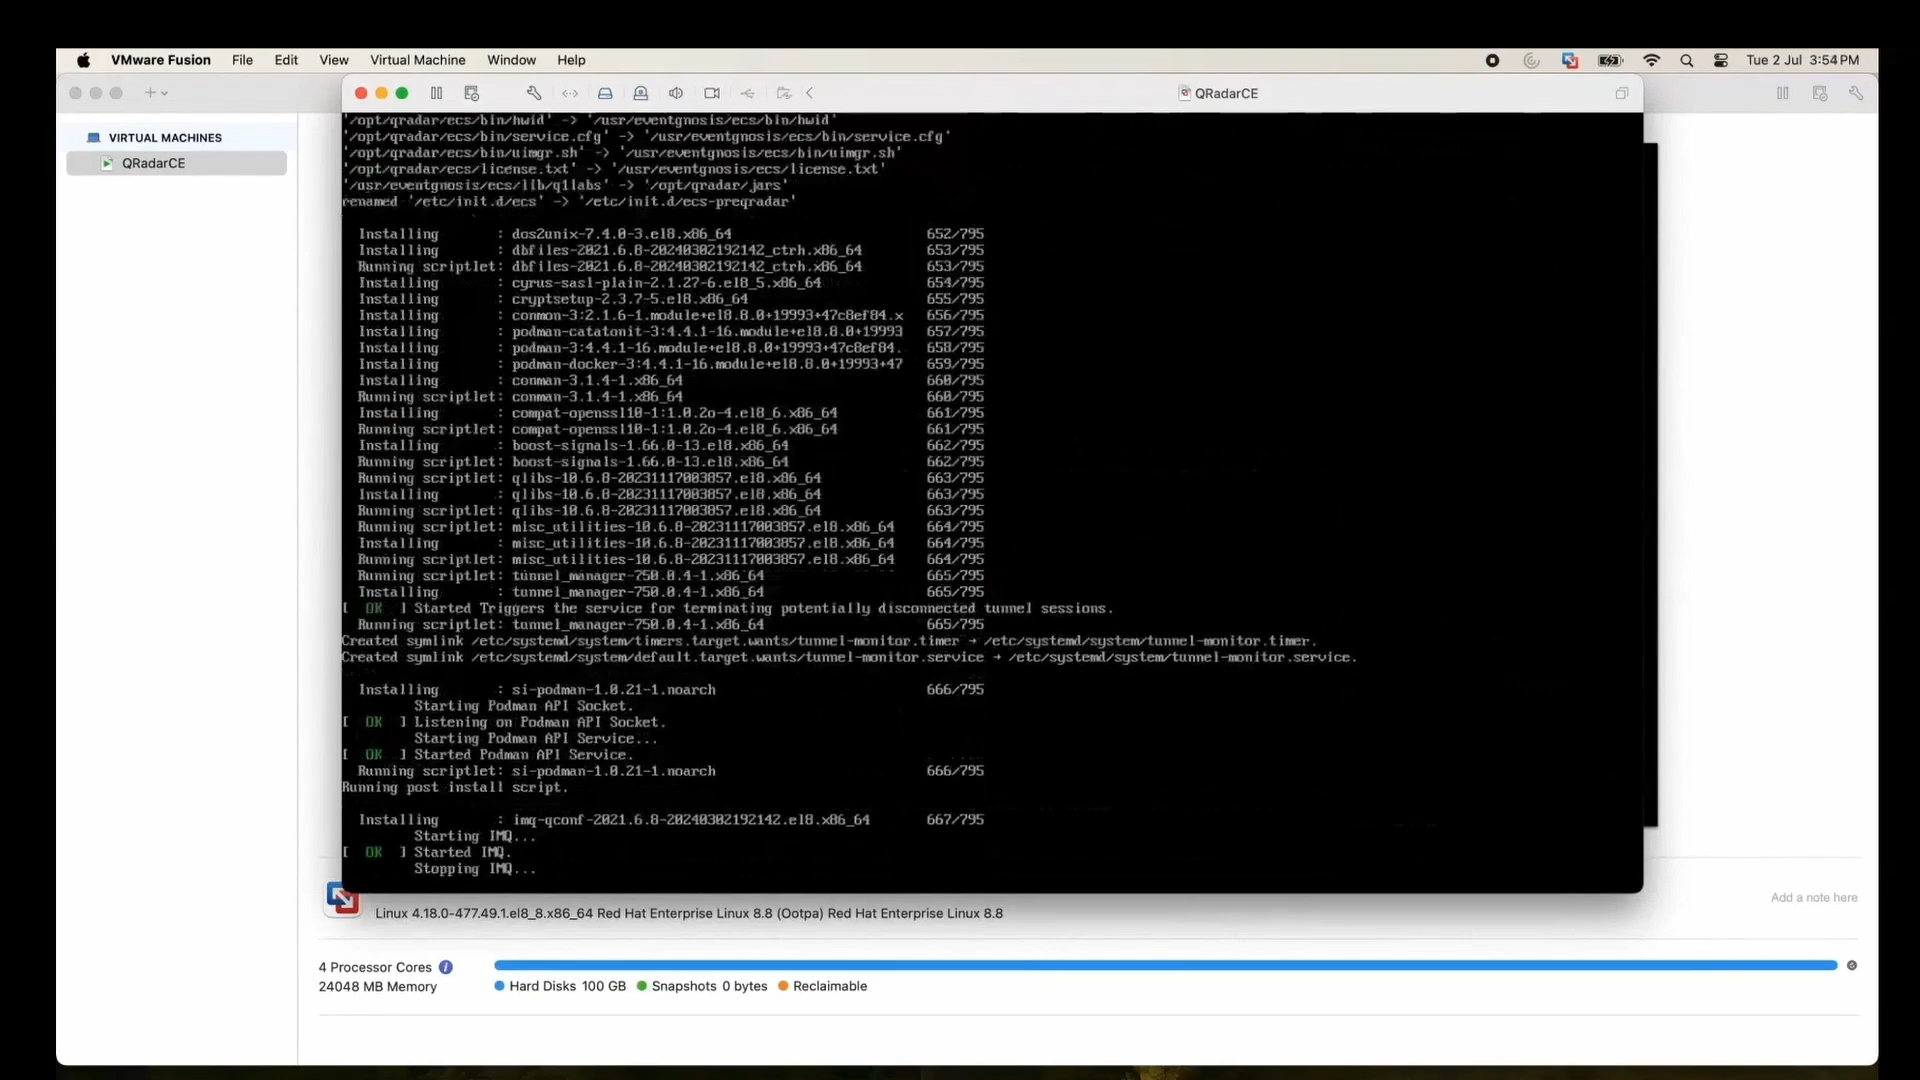 VMware Fusion File Edit View Virtual Machine Window Help Tue 2 Jul 3:54 PM
QRadarCE
VIRTUAL MACHINES
QRadarCE
'/opt/qradar/ecs/bin/hwid' -> '/usr/eventgnosis/ecs/bin/hwid'
'/opt/qradar/ecs/bin/service.cfg' -> '/usr/eventgnosis/ecs/bin/service.cfg'
'/opt/qradar/ecs/bin/uimgr.sh' -> '/usr/eventgnosis/ecs/bin/uimgr.sh'
'/opt/qradar/ecs/license.txt' -> '/usr/eventgnosis/ecs/license.txt'
'/usr/eventgnosis/ecs/lib/q1labs' -> '/opt/qradar/jars'
renamed '/etc/init.d/ecs' -> '/etc/init.d/ecs-preqradar'
Installing : dos2unix-7.4.0-3.el8.x86_64 652/795
Installing : dbfiles-2021.6.8-20240302192142_ctrh.x86_64 653/795
Running scriptlet: dbfiles-2021.6.8-20240302192142_ctrh.x86_64 653/795
Installing : cyrus-sasl-plain-2.1.27-6.el8_5.x86_64 654/795
Installing : cryptsetup-2.3.7-5.el8.x86_64 655/795
Installing : conmon-3:2.1.6-1.module+el8.8.0+19993+47c8ef84.x 656/795
Installing : podman-catatonit-3:4.4.1-16.module+el8.8.0+19993 657/795
Installing : podman-3:4.4.1-16.module+el8.8.0+19993+47c8ef84. 658/795
Installing : podman-docker-3:4.4.1-16.module+el8.8.0+19993+47 659/795
Installing : conman-3.1.4-1.x86_64 660/795
Running scriptlet: conman-3.1.4-1.x86_64 660/795
Installing : compat-openssl10-1:1.0.2o-4.el8_6.x86_64 661/795
Running scriptlet: compat-openssl10-1:1.0.2o-4.el8_6.x86_64 661/795
Installing : boost-signals-1.66.0-13.el8.x86_64 662/795
Running scriptlet: boost-signals-1.66.0-13.el8.x86_64 662/795
Running scriptlet: qlibs-10.6.8-20231117003857.el8.x86_64 663/795
Installing : qlibs-10.6.8-20231117003857.el8.x86_64 663/795
Running scriptlet: qlibs-10.6.8-20231117003857.el8.x86_64 663/795
Running scriptlet: misc_utilities-10.6.8-20231117003857.el8.x86_64 664/795
Installing : misc_utilities-10.6.8-20231117003857.el8.x86_64 664/795
Running scriptlet: misc_utilities-10.6.8-20231117003857.el8.x86_64 664/795
Running scriptlet: tunnel_manager-750.0.4-1.x86_64 665/795
Installing : tunnel_manager-750.0.4-1.x86_64 665/795
[ OK ] Started Triggers the service for terminating potentially disconnected tunnel sessions.
Running scriptlet: tunnel_manager-750.0.4-1.x86_64 665/795
Created symlink /etc/systemd/system/timers.target.wants/tunnel-monitor.timer → /etc/systemd/system/tunnel-monitor.timer.
Created symlink /etc/systemd/system/default.target.wants/tunnel-monitor.service → /etc/systemd/system/tunnel-monitor.service.
Installing : si-podman-1.0.21-1.noarch 666/795
Starting Podman API Socket.
[ OK ] Listening on Podman API Socket.
Starting Podman API Service...
[ OK ] Started Podman API Service.
Running scriptlet: si-podman-1.0.21-1.noarch 666/795
Running post install script.
Installing : imq-qconf-2021.6.8-20240302192142.el8.x86_64 667/795
Starting IMQ...
[ OK ] Started IMQ.
Stopping IMQ...
Add a note here
Linux 4.18.0-477.49.1.el8_8.x86_64 Red Hat Enterprise Linux 8.8 (Ootpa) Red Hat Enterprise Linux 8.8
4 Processor Cores
24048 MB Memory
Hard Disks 100 GB Snapshots 0 bytes Reclaimable